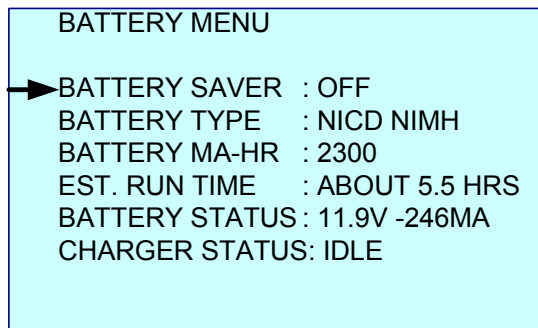 BATTERY MENU
BATTERY SAVER : OFF
BATTERY TYPE : NICD NIMH
BATTERY MA-HR : 2300
EST. RUN TIME : ABOUT 5.5 HRS
BATTERY STATUS : 11.9V -246MA
CHARGER STATUS: IDLE